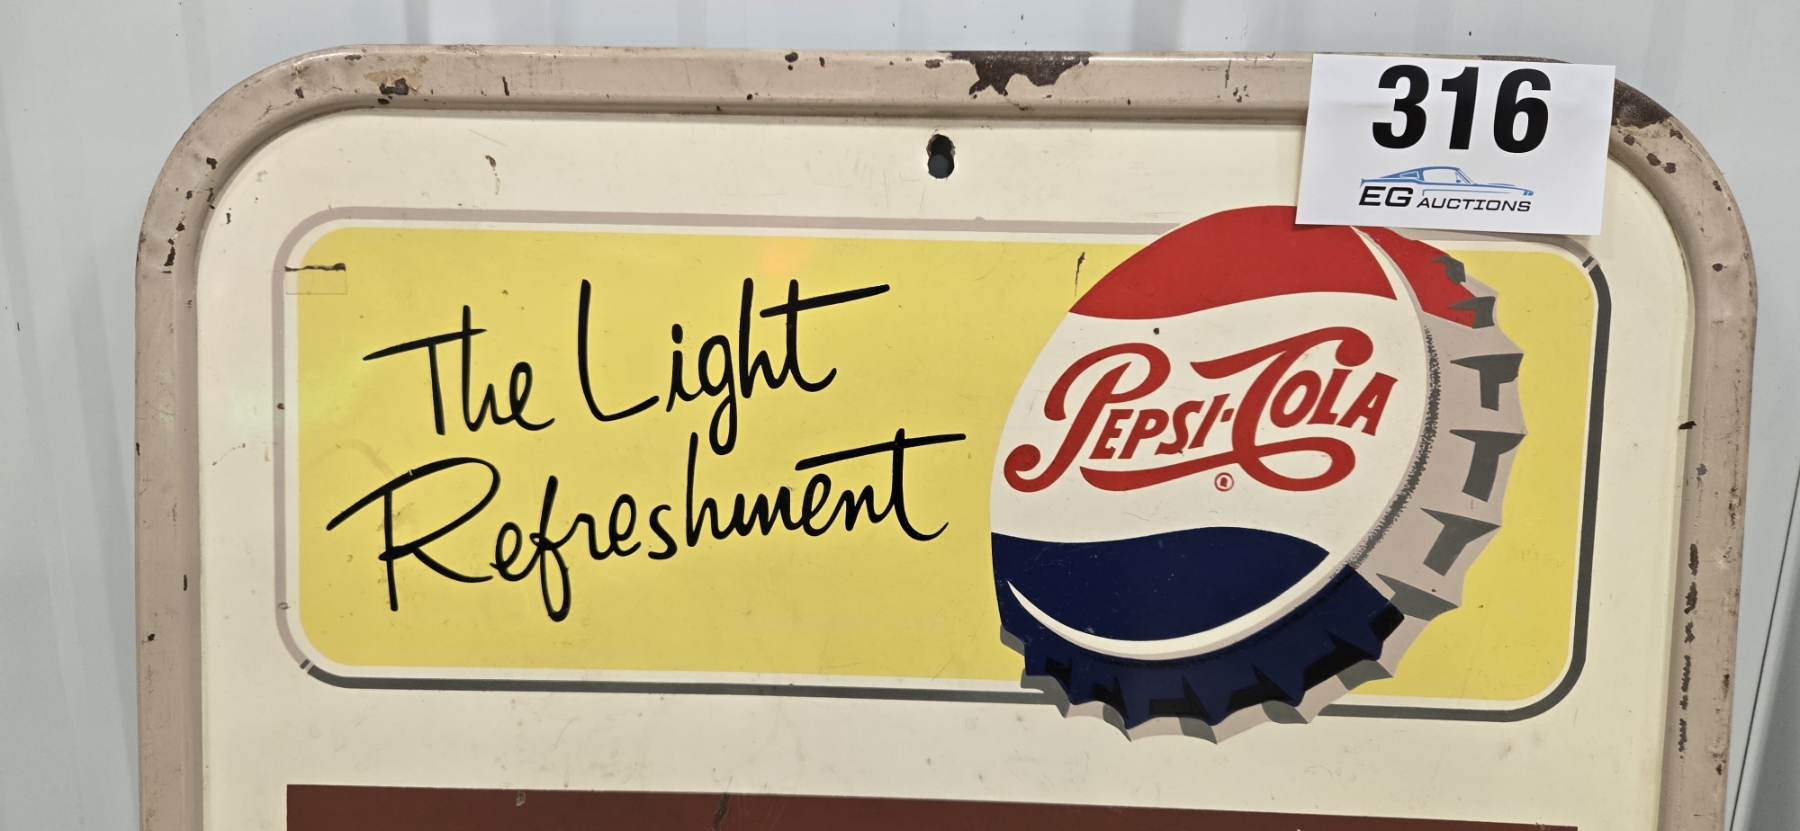 316
EG AUCTIONS
The Light
Refreshment
PEPSI-COLA
®